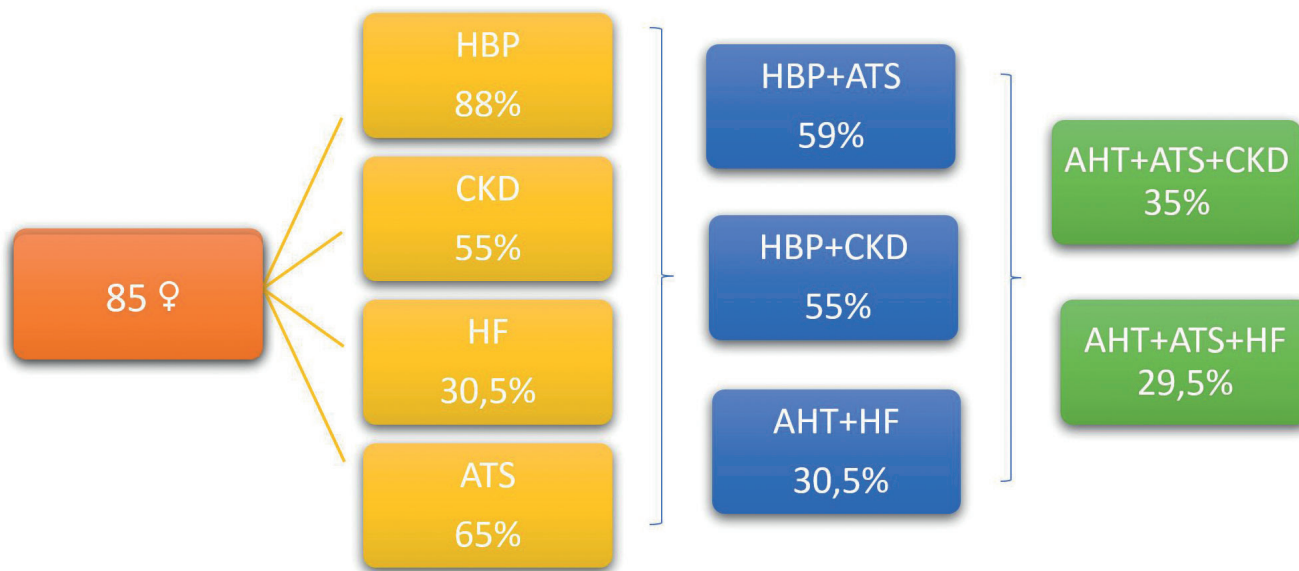 85 ♀
HBP
88%
CKD
55%
HF
30,5%
ATS
65%
HBP+ATS
59%
HBP+CKD
55%
AHT+HF
30,5%
AHT+ATS+CKD
35%
AHT+ATS+HF
29,5%